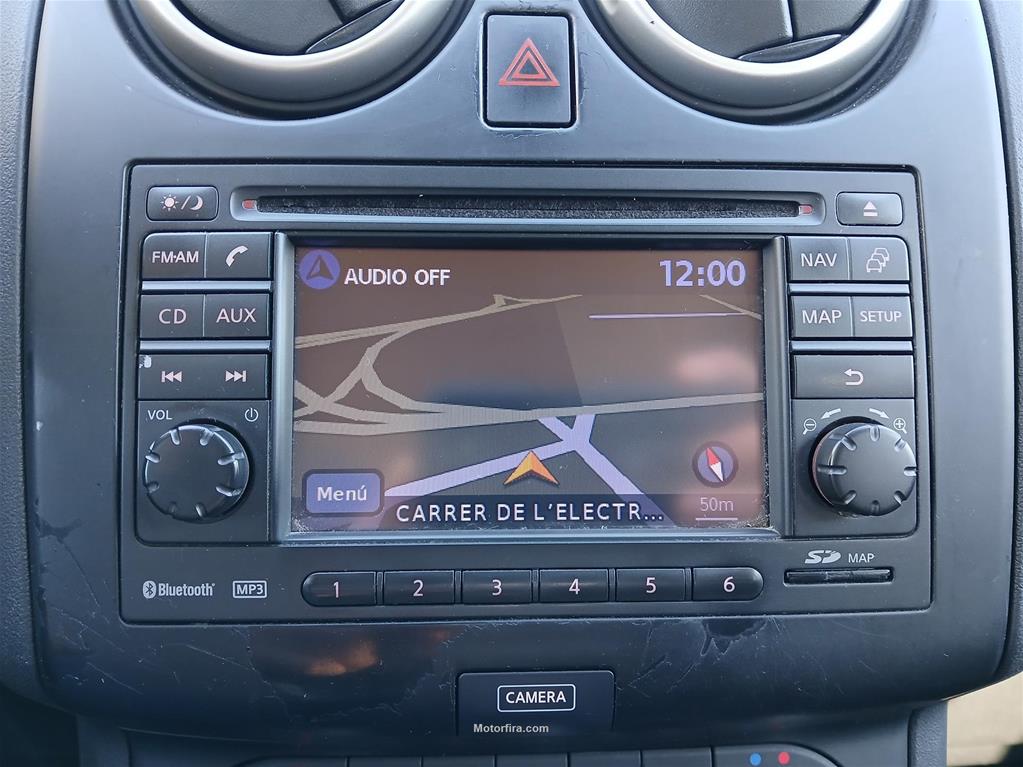 FM·AM
CD AUX
VOL
AUDIO OFF 12:00
Menú
CARRER DE L'ELECTR...
50m
NAV
MAP SETUP
Bluetooth® MP3
1 2 3 4 5 6
SD MAP
CAMERA
Motorfira.com